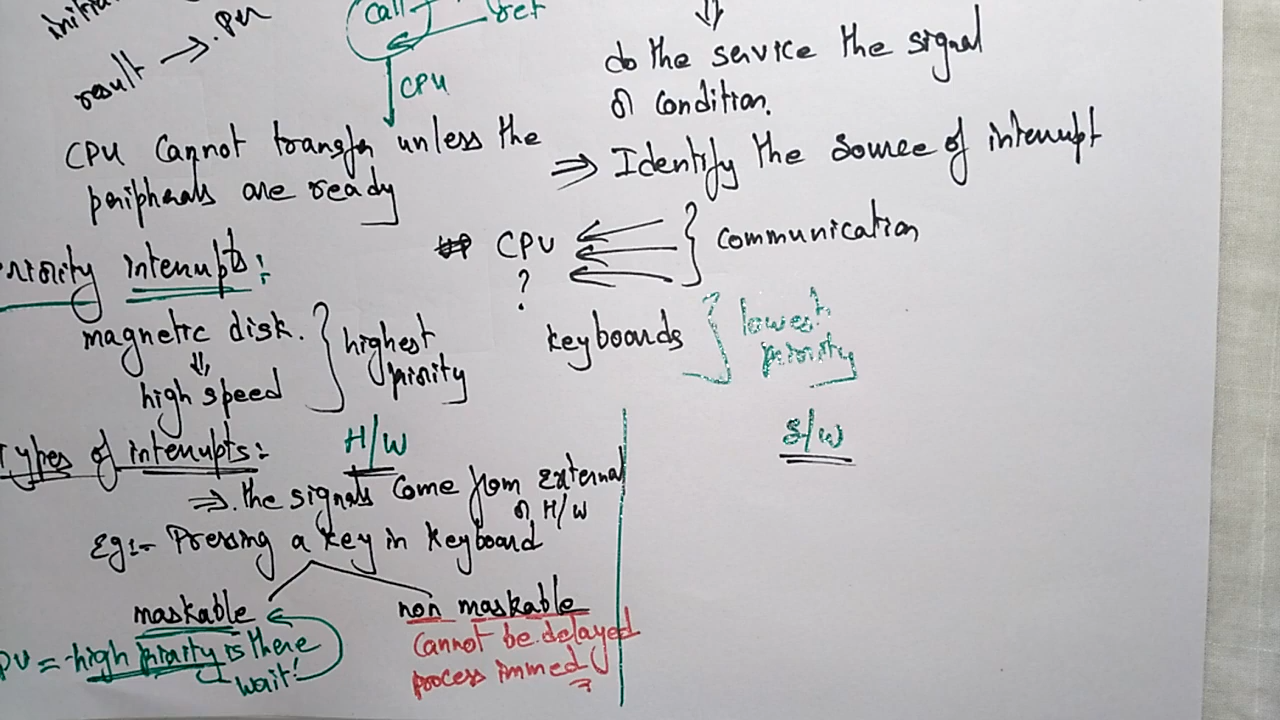 result → per
call
ret
CPU
CPU cannot transfer unless the
peripherals are ready
do the service the signal
or condition.
⇒ Identify the source of interrupt
CPU
?
} communication
Priority interrupts:
magnetic disk.
⇓
high speed
} highest
priority
keyboards
} lowest
priority
Types of interrupts:
H/W
⇒ the signals come from external
or H/W
Eg:- Pressing a key in keyboard
maskable
CPU = high priority is there
wait!
non maskable
cannot be delayed
process immed
S/W